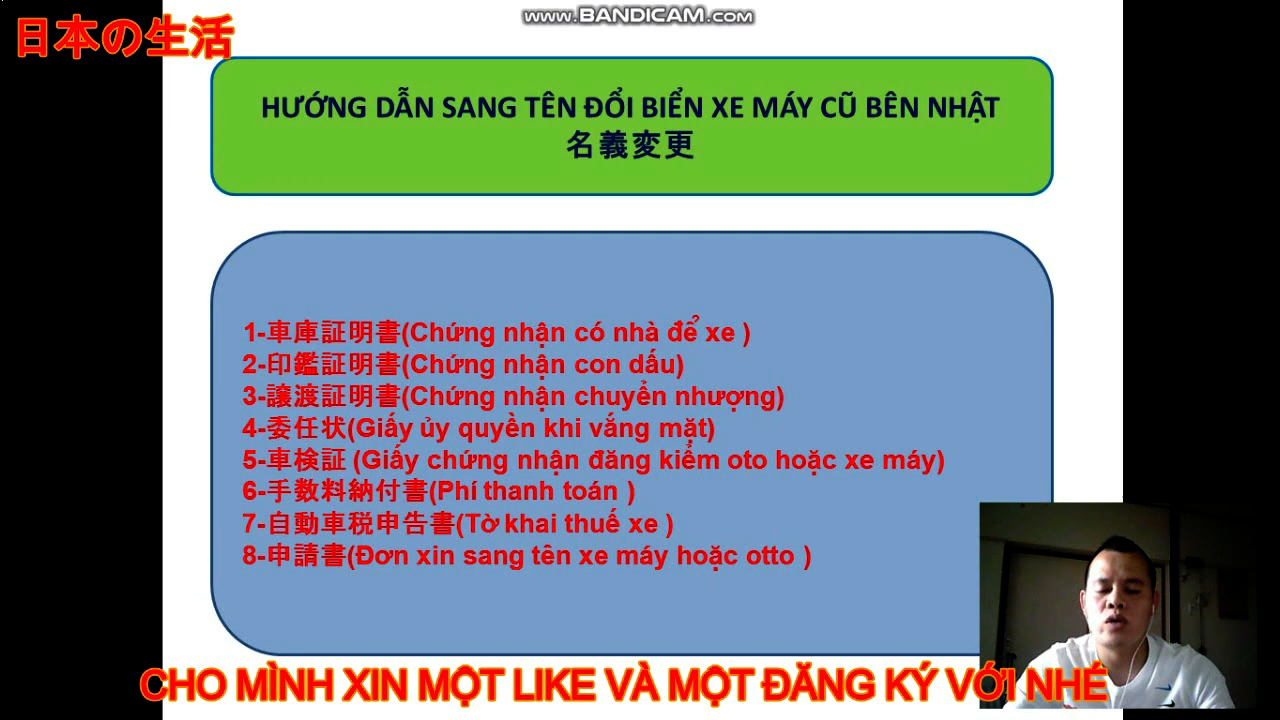 www.BANDICAM.com
日本の生活
HƯỚNG DẪN SANG TÊN ĐỔI BIỂN XE MÁY CŨ BÊN NHẬT
名義変更
1-車庫証明書(Chứng nhận có nhà để xe )
2-印鑑証明書(Chứng nhận con dấu)
3-譲渡証明書(Chứng nhận chuyển nhượng)
4-委任状(Giấy ủy quyền khi vắng mặt)
5-車検証 (Giấy chứng nhận đăng kiểm oto hoặc xe máy)
6-手数料納付書(Phí thanh toán )
7-自動車税申告書(Tờ khai thuế xe )
8-申請書(Đơn xin sang tên xe máy hoặc otto )
CHO MÌNH XIN MỘT LIKE VÀ MỘT ĐĂNG KÝ VỚI NHÉ